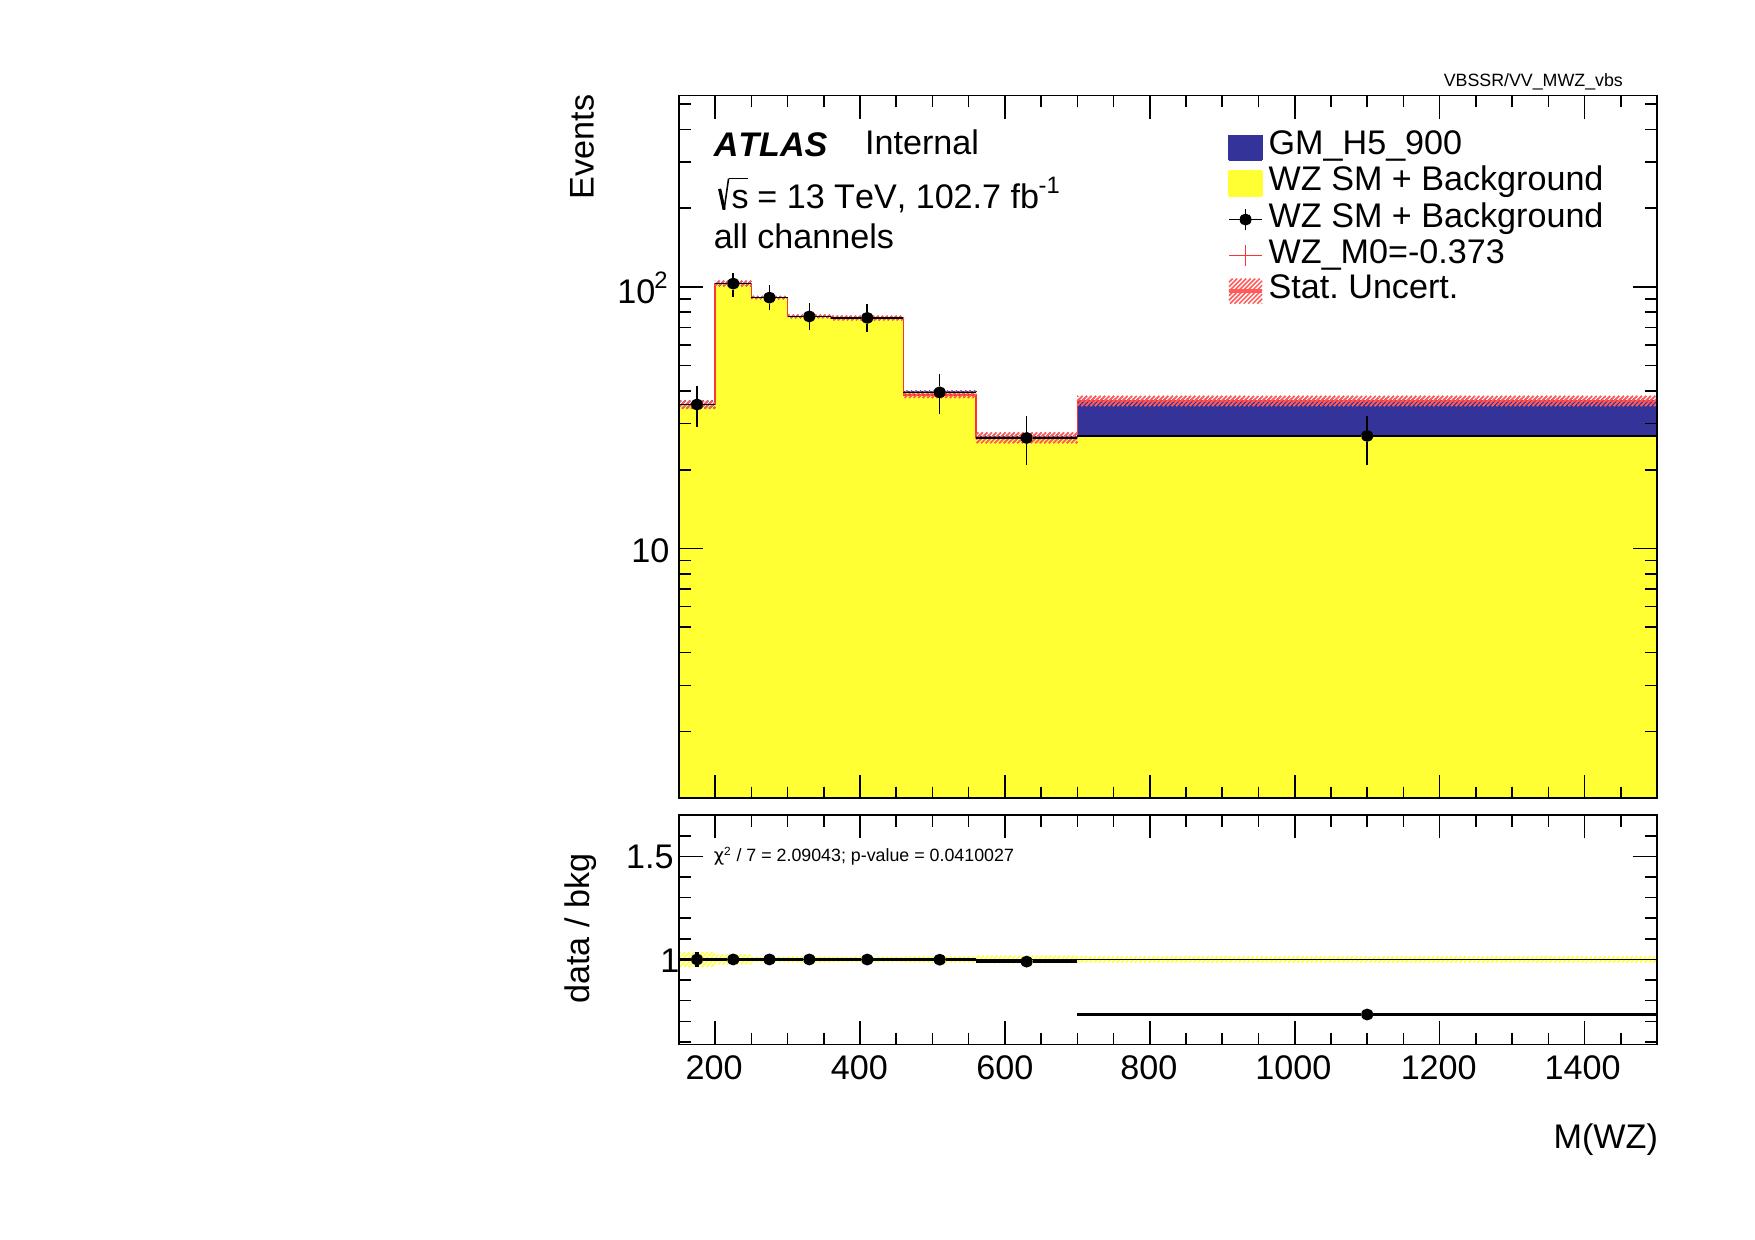 VBSSR/VV_MWZ_vbs
Events
ATLAS Internal
√s = 13 TeV, 102.7 fb⁻¹
all channels
GM_H5_900
WZ SM + Background
WZ SM + Background
WZ_M0=-0.373
Stat. Uncert.
10²
10
data / bkg
1.5
1
χ² / 7 = 2.09043; p-value = 0.0410027
200 400 600 800 1000 1200 1400
M(WZ)